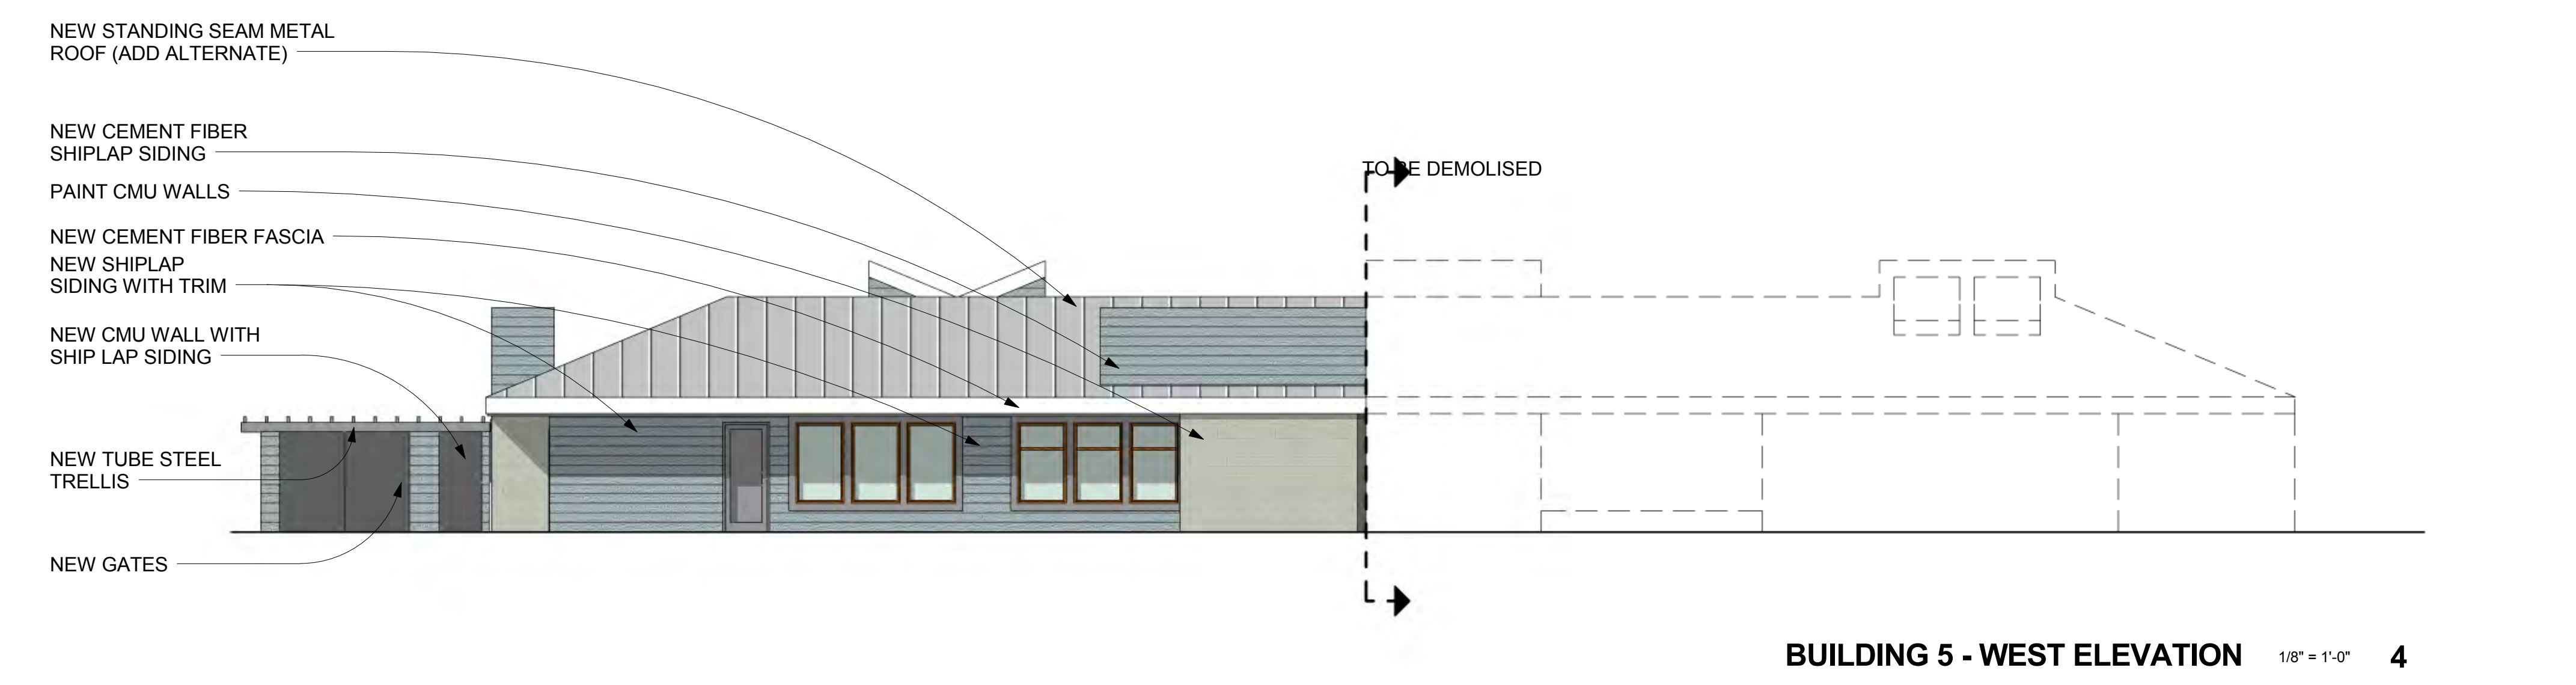 NEW STANDING SEAM METAL
ROOF (ADD ALTERNATE)
NEW CEMENT FIBER
SHIPLAP SIDING
TO BE DEMOLISED
PAINT CMU WALLS
NEW CEMENT FIBER FASCIA
NEW SHIPLAP
SIDING WITH TRIM
NEW CMU WALL WITH
SHIP LAP SIDING
NEW TUBE STEEL
TRELLIS
NEW GATES
BUILDING 5 - WEST ELEVATION 1/8" = 1'-0" 4